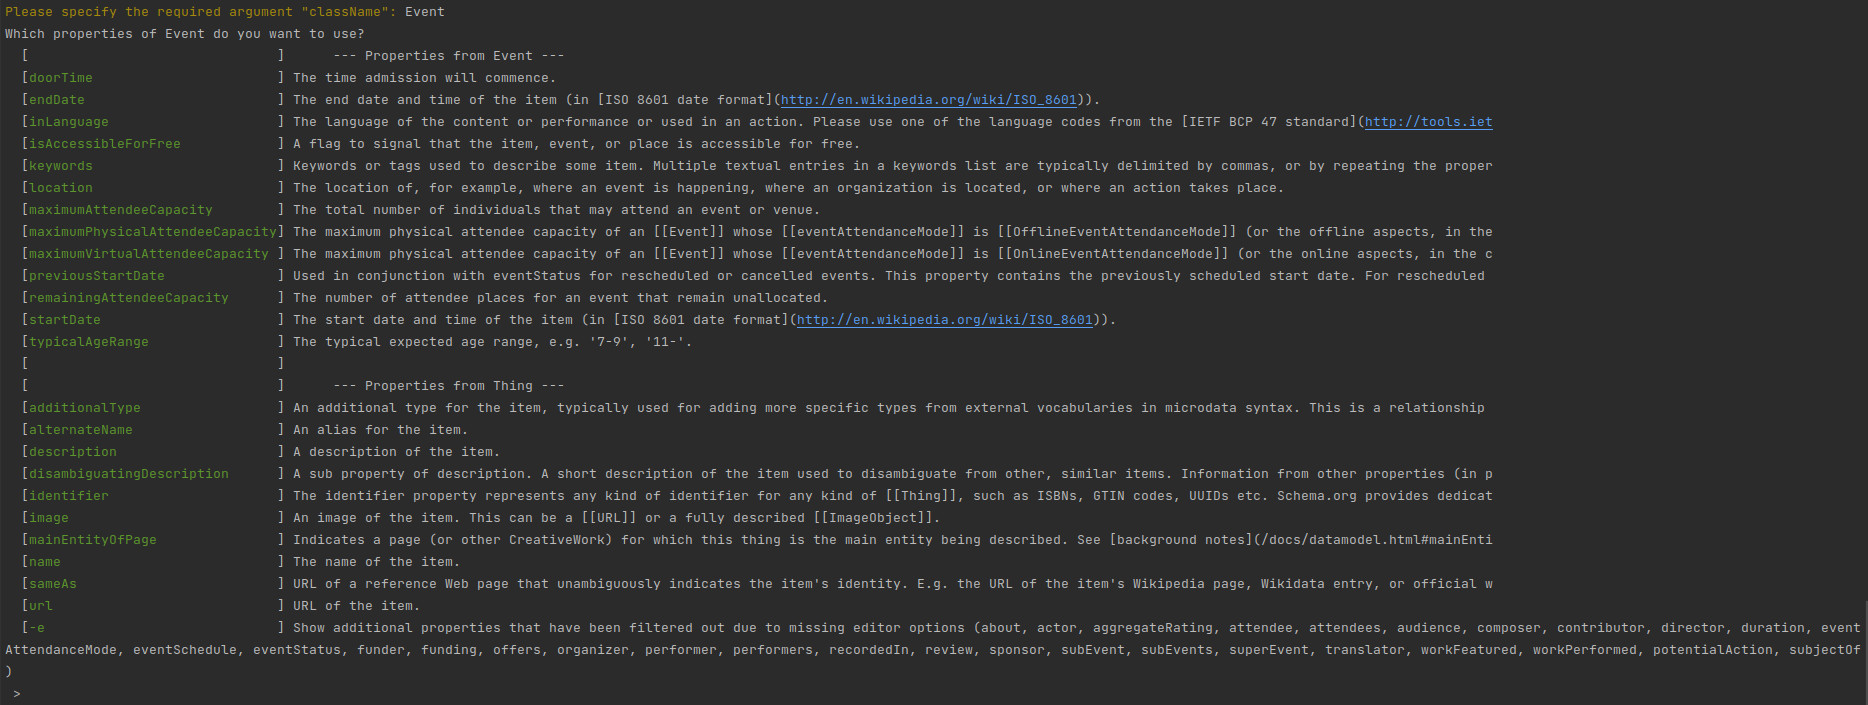 Please specify the required argument "className": Event
Which properties of Event do you want to use?
  [                               ]      --- Properties from Event ---
  [doorTime                       ] The time admission will commence.
  [endDate                        ] The end date and time of the item (in [ISO 8601 date format](http://en.wikipedia.org/wiki/ISO_8601)).
  [inLanguage                     ] The language of the content or performance or used in an action. Please use one of the language codes from the [IETF BCP 47 standard](http://tools.iet
  [isAccessibleForFree            ] A flag to signal that the item, event, or place is accessible for free.
  [keywords                       ] Keywords or tags used to describe some item. Multiple textual entries in a keywords list are typically delimited by commas, or by repeating the proper
  [location                       ] The location of, for example, where an event is happening, where an organization is located, or where an action takes place.
  [maximumAttendeeCapacity        ] The total number of individuals that may attend an event or venue.
  [maximumPhysicalAttendeeCapacity] The maximum physical attendee capacity of an [[Event]] whose [[eventAttendanceMode]] is [[OfflineEventAttendanceMode]] (or the offline aspects, in the
  [maximumVirtualAttendeeCapacity ] The maximum physical attendee capacity of an [[Event]] whose [[eventAttendanceMode]] is [[OnlineEventAttendanceMode]] (or the online aspects, in the c
  [previousStartDate              ] Used in conjunction with eventStatus for rescheduled or cancelled events. This property contains the previously scheduled start date. For rescheduled
  [remainingAttendeeCapacity      ] The number of attendee places for an event that remain unallocated.
  [startDate                      ] The start date and time of the item (in [ISO 8601 date format](http://en.wikipedia.org/wiki/ISO_8601)).
  [typicalAgeRange                ] The typical expected age range, e.g. '7-9', '11-'.
  [                               ]
  [                               ]      --- Properties from Thing ---
  [additionalType                 ] An additional type for the item, typically used for adding more specific types from external vocabularies in microdata syntax. This is a relationship
  [alternateName                  ] An alias for the item.
  [description                    ] A description of the item.
  [disambiguatingDescription      ] A sub property of description. A short description of the item used to disambiguate from other, similar items. Information from other properties (in p
  [identifier                     ] The identifier property represents any kind of identifier for any kind of [[Thing]], such as ISBNs, GTIN codes, UUIDs etc. Schema.org provides dedicat
  [image                          ] An image of the item. This can be a [[URL]] or a fully described [[ImageObject]].
  [mainEntityOfPage               ] Indicates a page (or other CreativeWork) for which this thing is the main entity being described. See [background notes](/docs/datamodel.html#mainEnti
  [name                           ] The name of the item.
  [sameAs                         ] URL of a reference Web page that unambiguously indicates the item's identity. E.g. the URL of the item's Wikipedia page, Wikidata entry, or official w
  [url                            ] URL of the item.
  [-e                             ] Show additional properties that have been filtered out due to missing editor options (about, actor, aggregateRating, attendee, attendees, audience, composer, contributor, director, duration, event
AttendanceMode, eventSchedule, eventStatus, funder, funding, offers, organizer, performer, performers, recordedIn, review, sponsor, subEvent, subEvents, superEvent, translator, workFeatured, workPerformed, potentialAction, subjectOf
)
 >